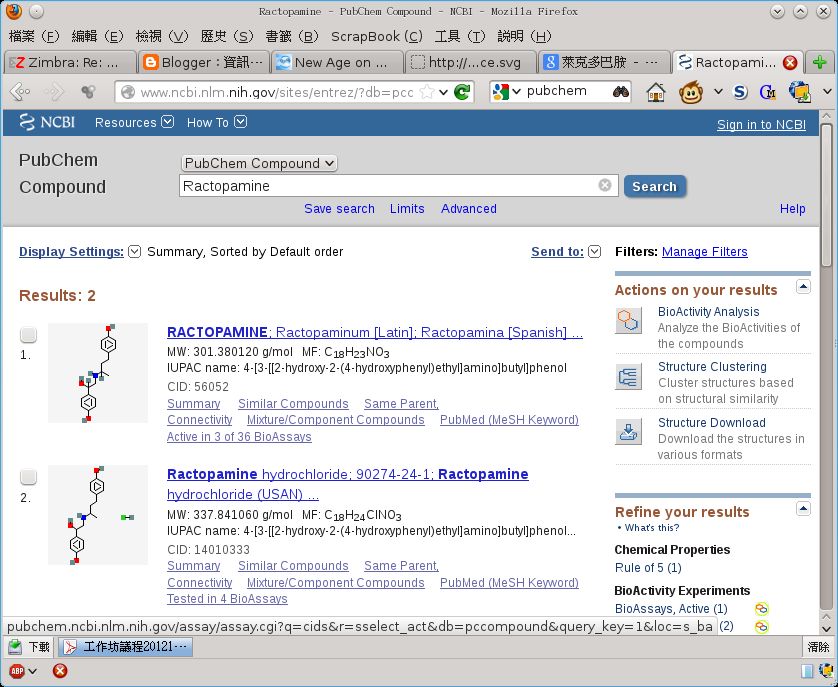 Ractopamine - PubChem Compound - NCBI - Mozilla Firefox
檔案 (F) 編輯 (E) 檢視 (V) 歷史 (S) 書籤 (B) ScrapBook (C) 工具 (T) 說明 (H)
Zimbra: Re: ... Blogger：資訊⋯ New Age on ... http://...ce.svg 萊克多巴胺 - ... Ractopami...
www.ncbi.nlm.nih.gov/sites/entrez/?db=pcc pubchem
NCBI Resources How To Sign in to NCBI
PubChem
Compound
PubChem Compound
Ractopamine Search
Save search Limits Advanced Help
Display Settings: Summary, Sorted by Default order Send to: Filters: Manage Filters
Results: 2
1.
RACTOPAMINE; Ractopaminum [Latin]; Ractopamina [Spanish] ...
MW: 301.380120 g/mol MF: C18H23NO3
IUPAC name: 4-[3-[[2-hydroxy-2-(4-hydroxyphenyl)ethyl]amino]butyl]phenol
CID: 56052
Summary Similar Compounds Same Parent,
Connectivity Mixture/Component Compounds PubMed (MeSH Keyword)
Active in 3 of 36 BioAssays
2.
Ractopamine hydrochloride; 90274-24-1; Ractopamine
hydrochloride (USAN) ...
MW: 337.841060 g/mol MF: C18H24ClNO3
IUPAC name: 4-[3-[[2-hydroxy-2-(4-hydroxyphenyl)ethyl]amino]butyl]phenol...
CID: 14010333
Summary Similar Compounds Same Parent,
Connectivity Mixture/Component Compounds PubMed (MeSH Keyword)
Tested in 4 BioAssays
Actions on your results
BioActivity Analysis
Analyze the BioActivities of
the compounds
Structure Clustering
Cluster structures based
on structural similarity
Structure Download
Download the structures in
various formats
Refine your results
• What's this?
Chemical Properties
Rule of 5 (1)
BioActivity Experiments
BioAssays, Active (1)
(2)
pubchem.ncbi.nlm.nih.gov/assay/assay.cgi?q=cids&r=sselect_act&db=pccompound&query_key=1&loc=s_ba
下載 工作坊議程20121⋯ 清除
ABP